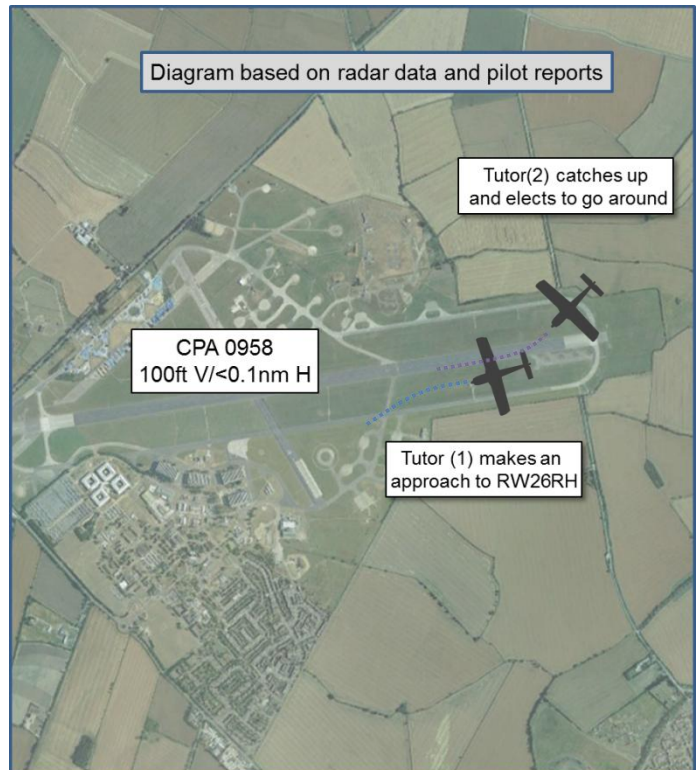 Diagram based on radar data and pilot reports
Tutor(2) catches up
and elects to go around
CPA 0958
100ft V/<0.1nm H
Tutor (1) makes an
approach to RW26RH